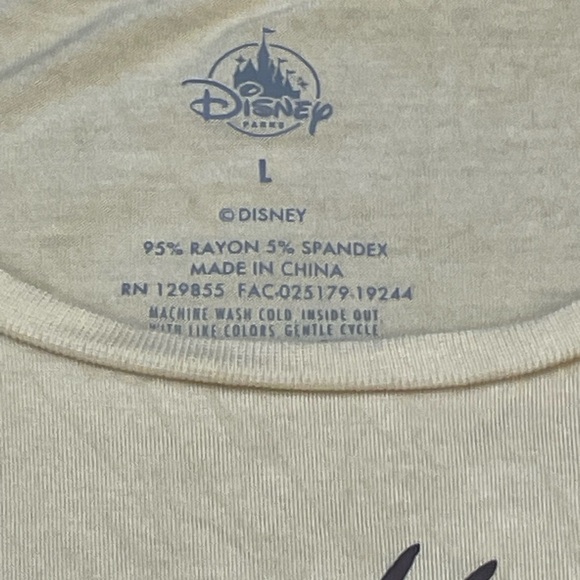 DISNEY
PARKS
L
©DISNEY
95% RAYON 5% SPANDEX
MADE IN CHINA
RN 129855 FAC-025179-19244
MACHINE WASH COLD, INSIDE OUT
WITH LIKE COLORS, GENTLE CYCLE